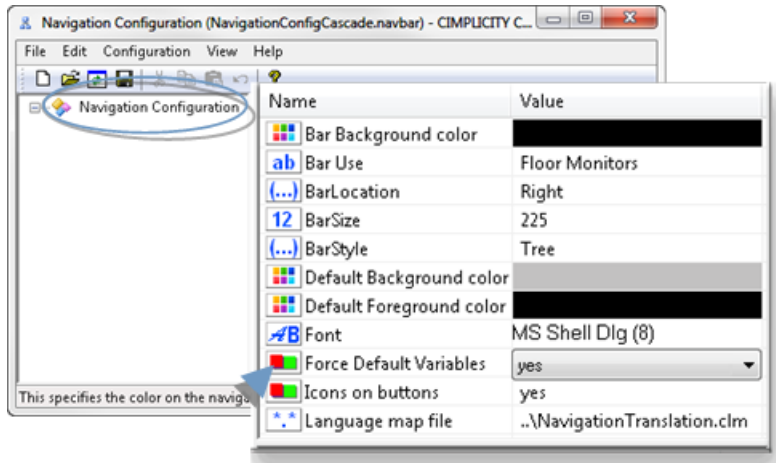 Navigation Configuration (NavigationConfigCascade.navbar) - CIMPLICITY C...
File Edit Configuration View Help
Navigation Configuration
Name Value
Bar Background color
ab Bar Use Floor Monitors
(...) BarLocation Right
12 BarSize 225
(...) BarStyle Tree
Default Background color
Default Foreground color
AB Font MS Shell Dlg (8)
Force Default Variables yes
Icons on buttons yes
*.* Language map file ..\NavigationTranslation.clm
This specifies the color on the naviga